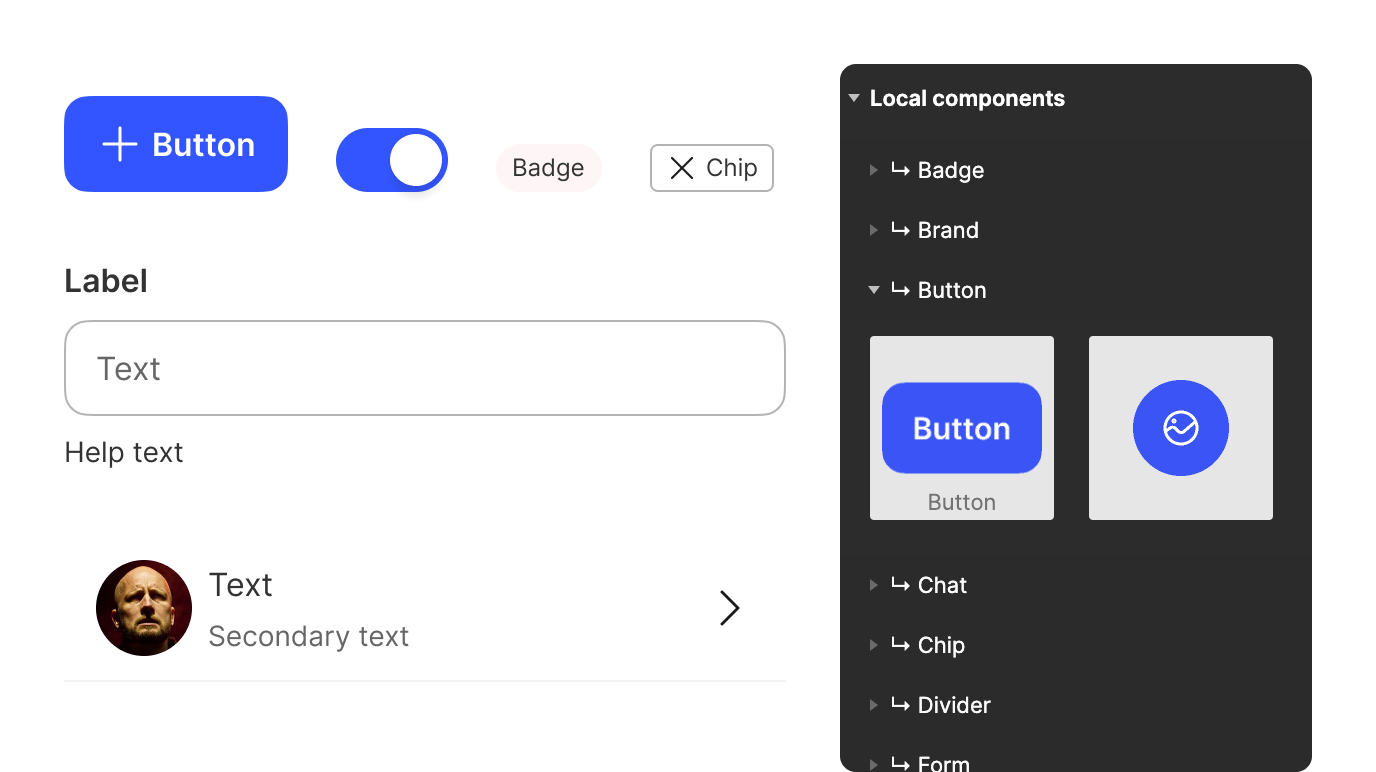 Button
Badge
Chip
Label
Text
Help text
Text
Secondary text
Local components
Badge
Brand
Button
Button
Button
Chat
Chip
Divider
Form